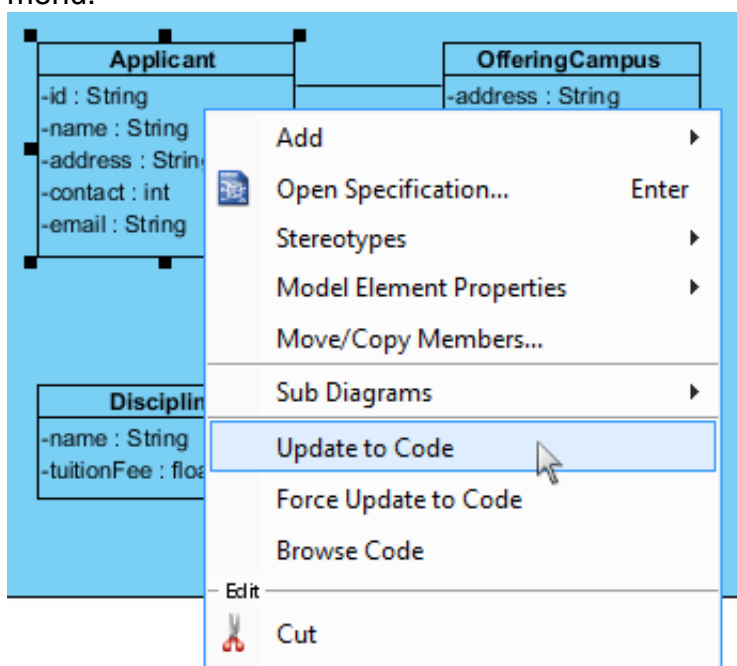 menu.
Applicant
-id : String
-name : String
-address : Strin
-contact : int
-email : String
OfferingCampus
-address : String
Add
Open Specification... Enter
Stereotypes
Model Element Properties
Move/Copy Members...
Sub Diagrams
Update to Code
Force Update to Code
Browse Code
Edit
Cut
Disciplin
-name : String
-tuitionFee : floa